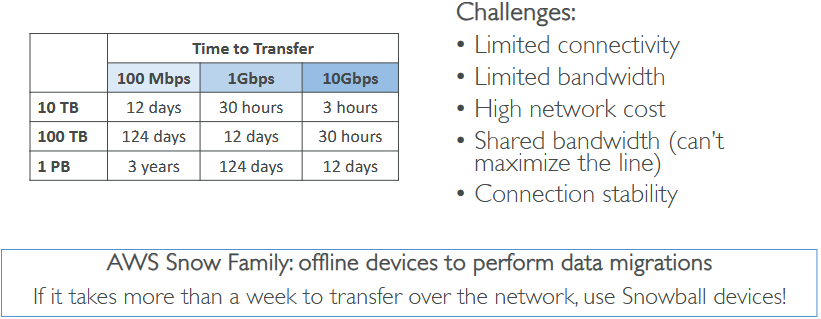 Time to Transfer
100 Mbps 1Gbps 10Gbps
10 TB 12 days 30 hours 3 hours
100 TB 124 days 12 days 30 hours
1 PB 3 years 124 days 12 days
Challenges:
• Limited connectivity
• Limited bandwidth
• High network cost
• Shared bandwidth (can’t
maximize the line)
• Connection stability
AWS Snow Family: offline devices to perform data migrations
If it takes more than a week to transfer over the network, use Snowball devices!